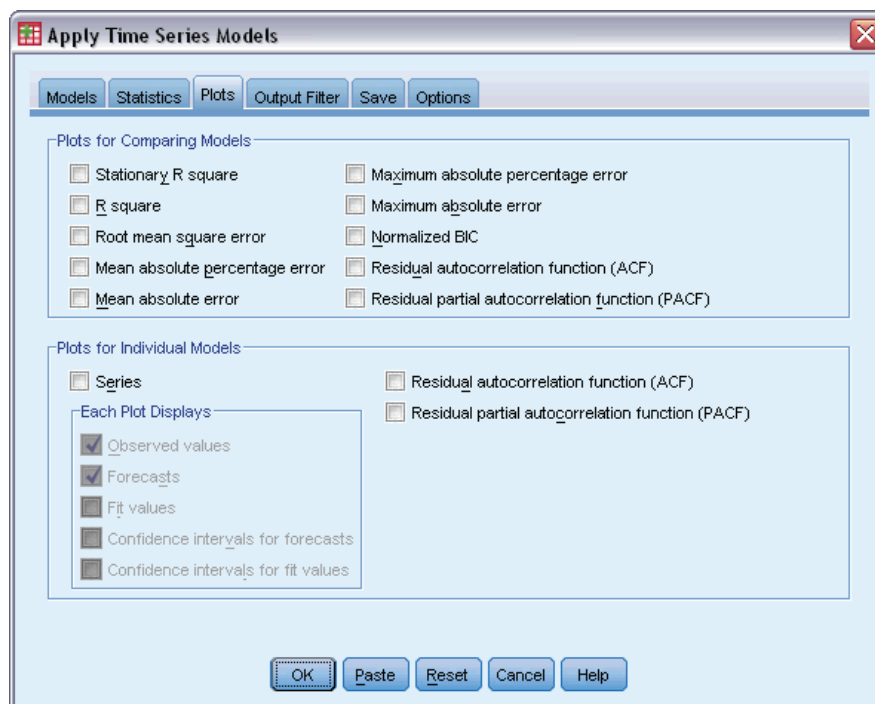 Apply Time Series Models
Models Statistics Plots Output Filter Save Options
Plots for Comparing Models
Stationary R square
R square
Root mean square error
Mean absolute percentage error
Mean absolute error
Maximum absolute percentage error
Maximum absolute error
Normalized BIC
Residual autocorrelation function (ACF)
Residual partial autocorrelation function (PACF)
Plots for Individual Models
Series
Each Plot Displays
Observed values
Forecasts
Fit values
Confidence intervals for forecasts
Confidence intervals for fit values
Residual autocorrelation function (ACF)
Residual partial autocorrelation function (PACF)
OK Paste Reset Cancel Help